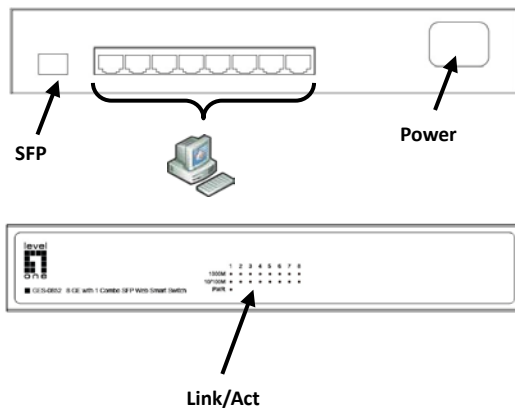 SFP
Power
level
one
GES-0852 8 GE with 1 Combo SFP Web Smart Switch
1 2 3 4 5 6 7 8
1000M
10/100M
PWR
Link/Act